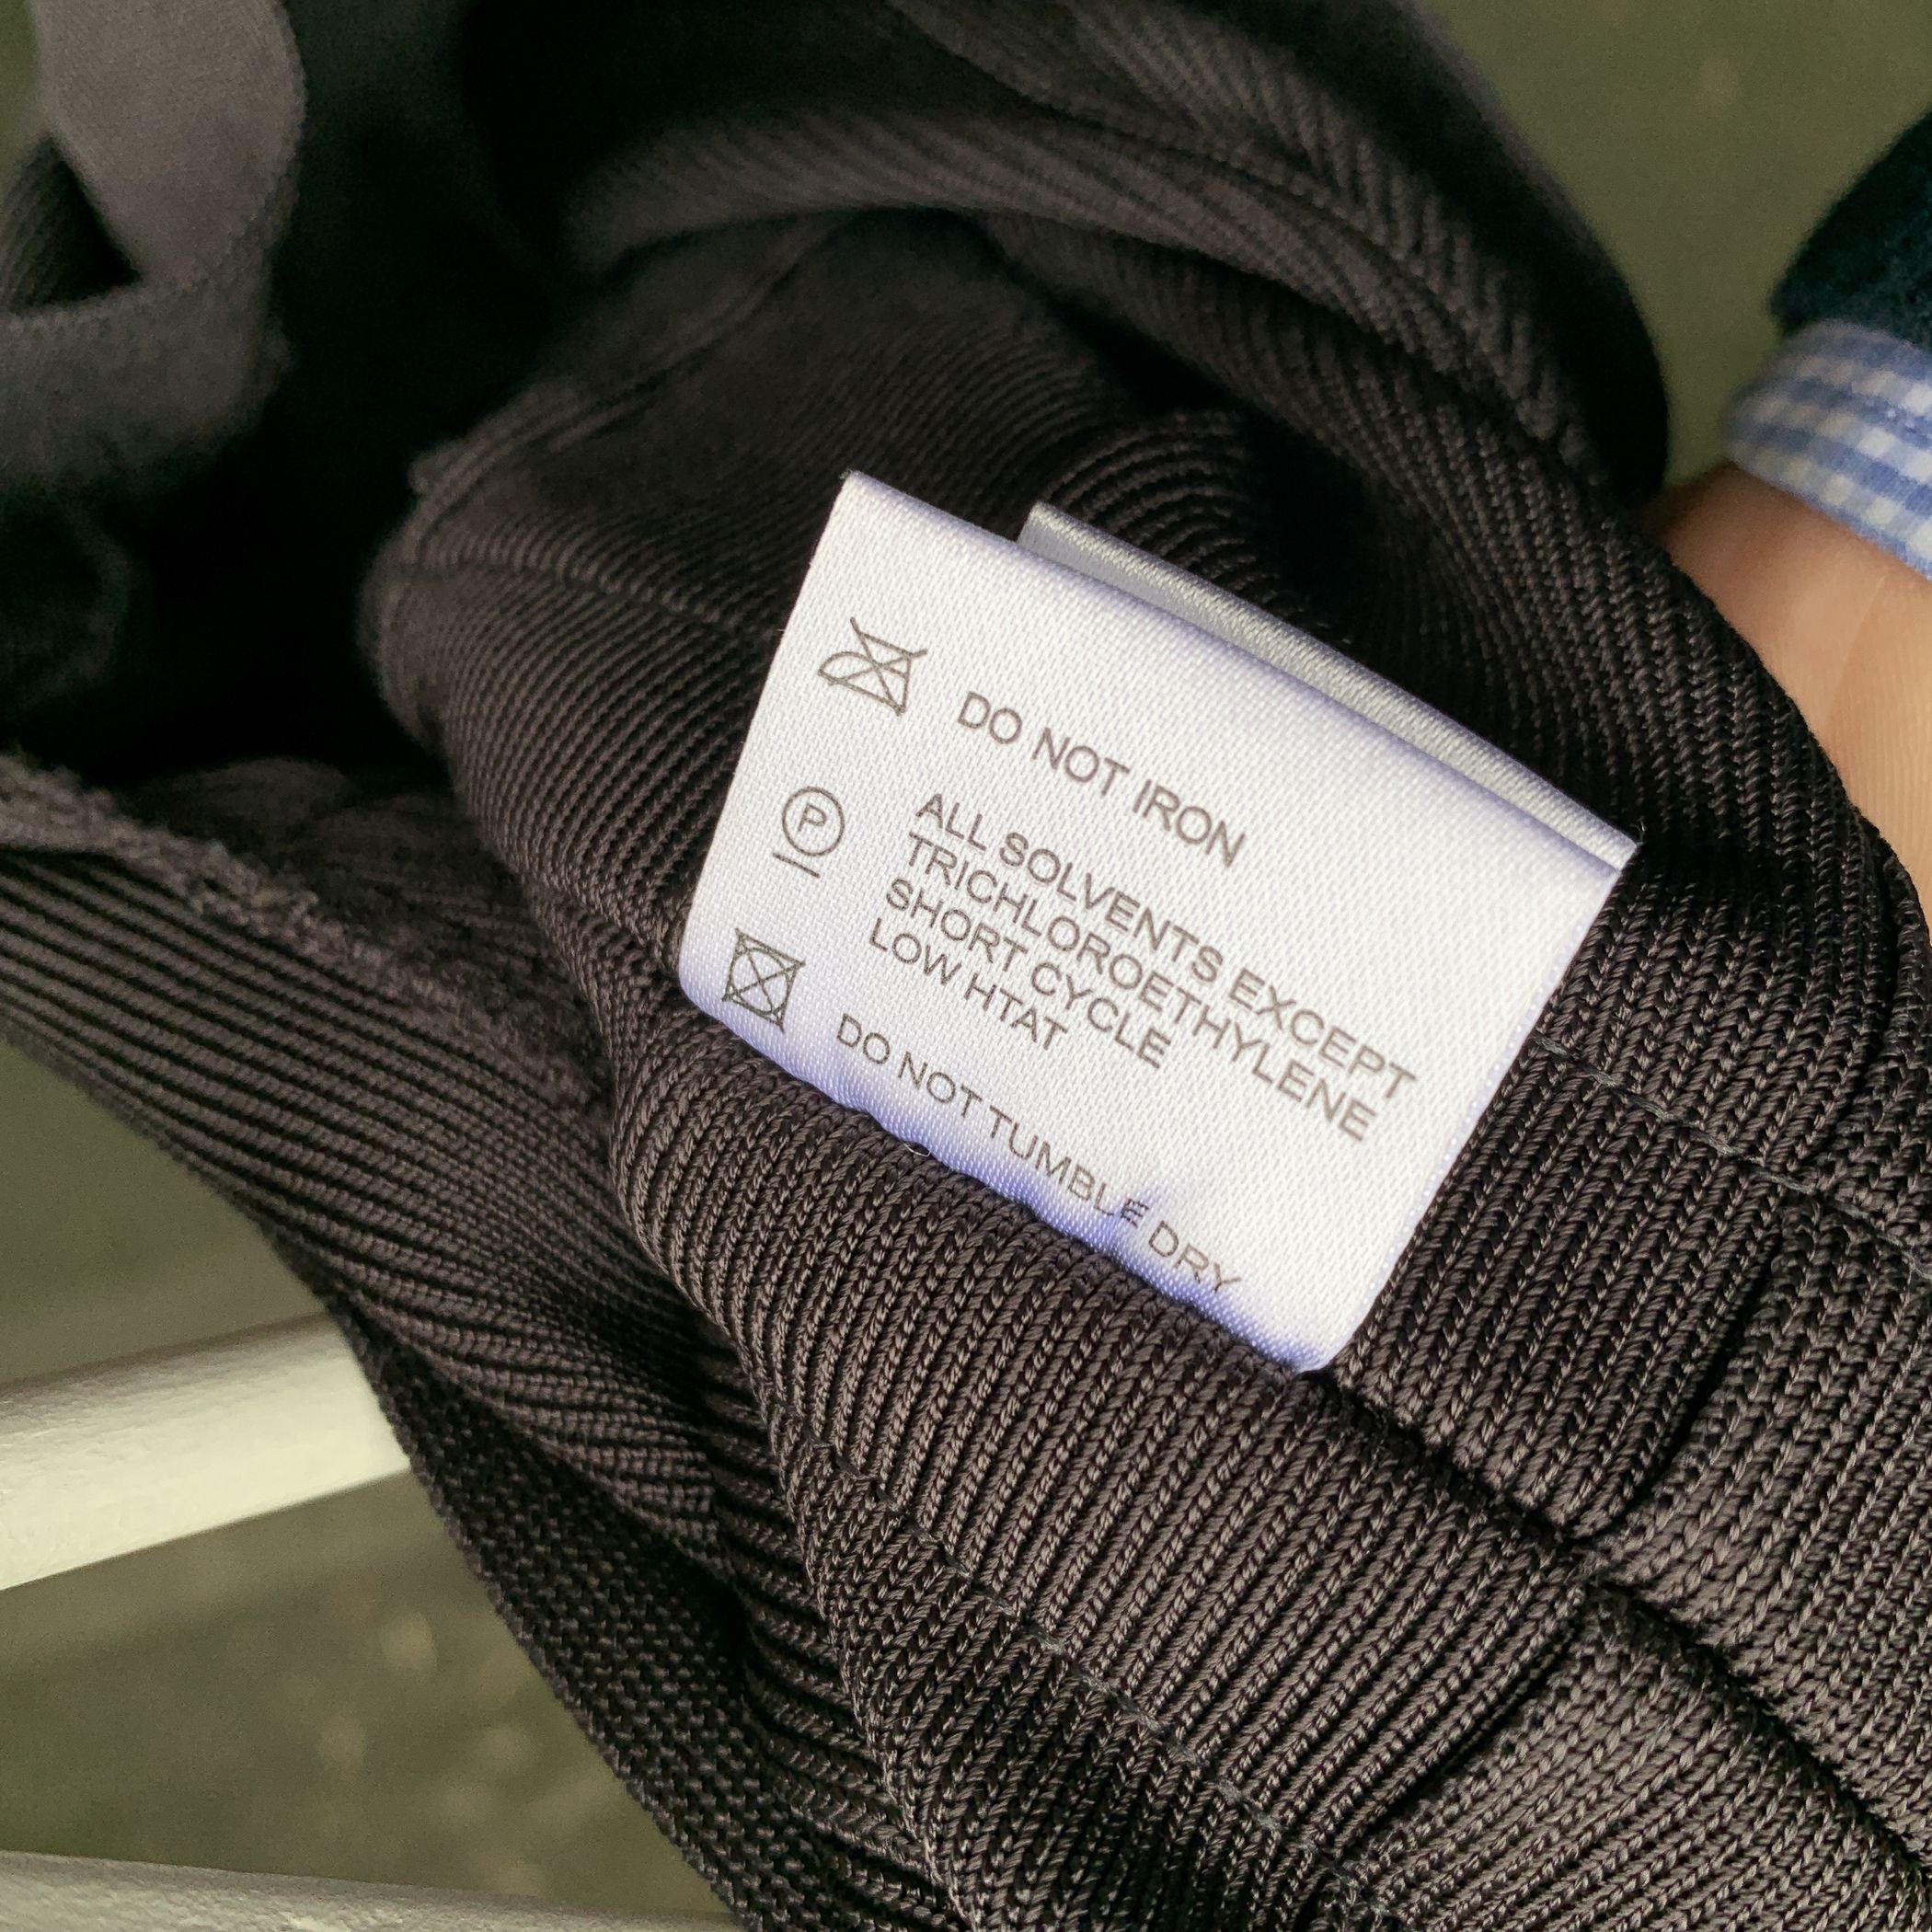 DO NOT IRON
P
ALL SOLVENTS EXCEPT
TRICHLOROETHYLENE
SHORT CYCLE
LOW HTAT
DO NOT TUMBLE DRY